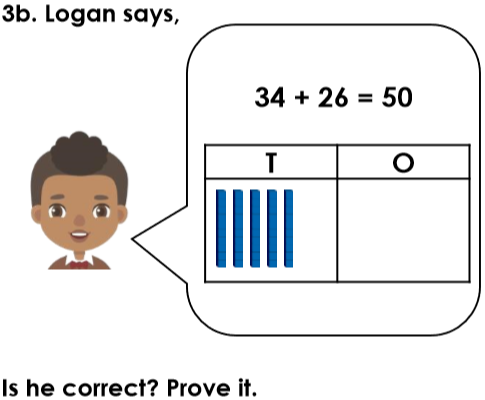 3b. Logan says,
34 + 26 = 50
T O
Is he correct? Prove it.